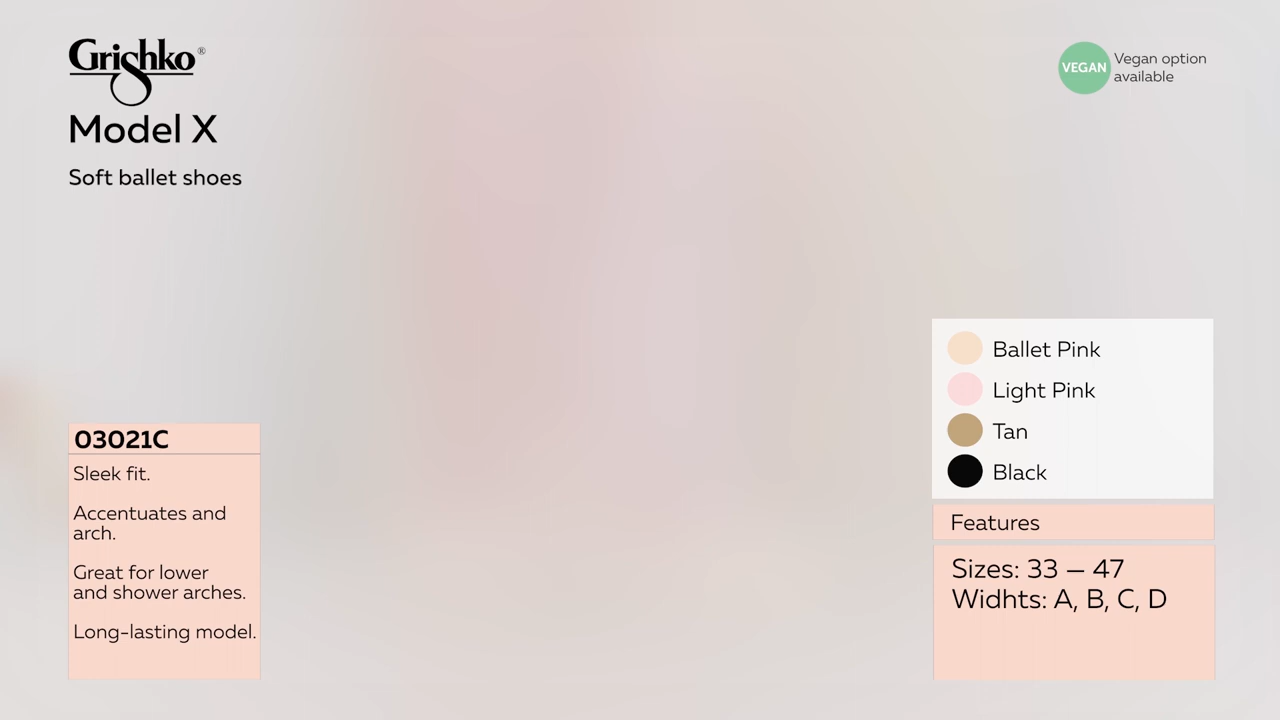 Grishko®
Model X
Soft ballet shoes
VEGAN
Vegan option
available
03021C
Sleek fit.
Accentuates and
arch.
Great for lower
and shower arches.
Long-lasting model.
Ballet Pink
Light Pink
Tan
Black
Features
Sizes: 33 – 47
Widhts: A, B, C, D